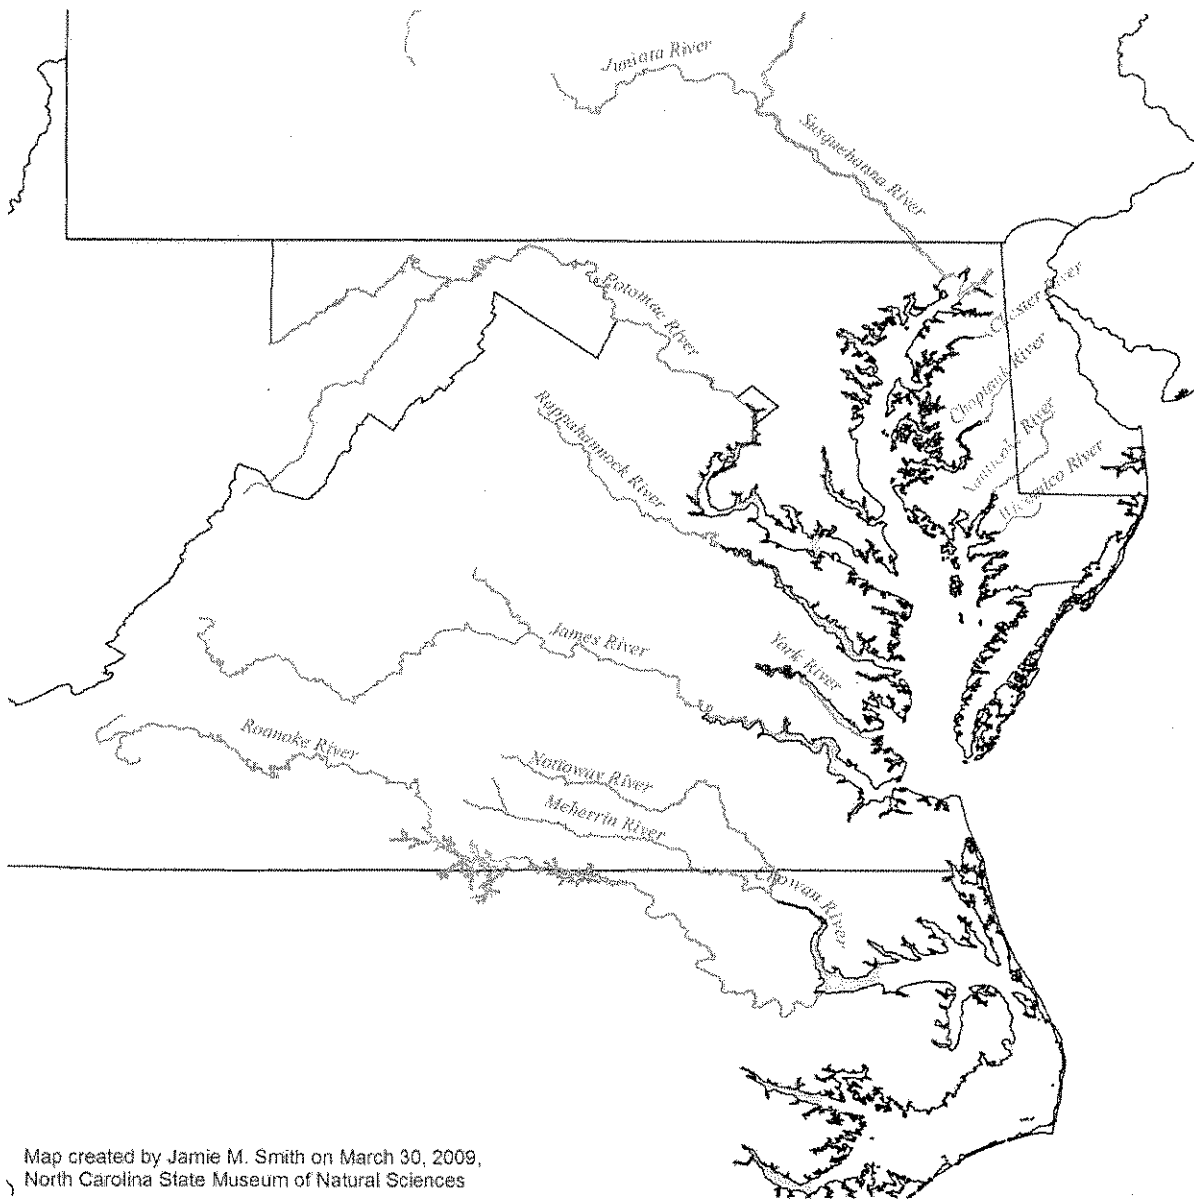 Juniata River
Susquehanna River
Potomac River
Chester River
Choptank River
Rappahannock River
Nanticoke River
Wicomico River
James River
York River
Roanoke River
Nottoway River
Meherrin River
Chowan River
Map created by Jamie M. Smith on March 30, 2009,
North Carolina State Museum of Natural Sciences